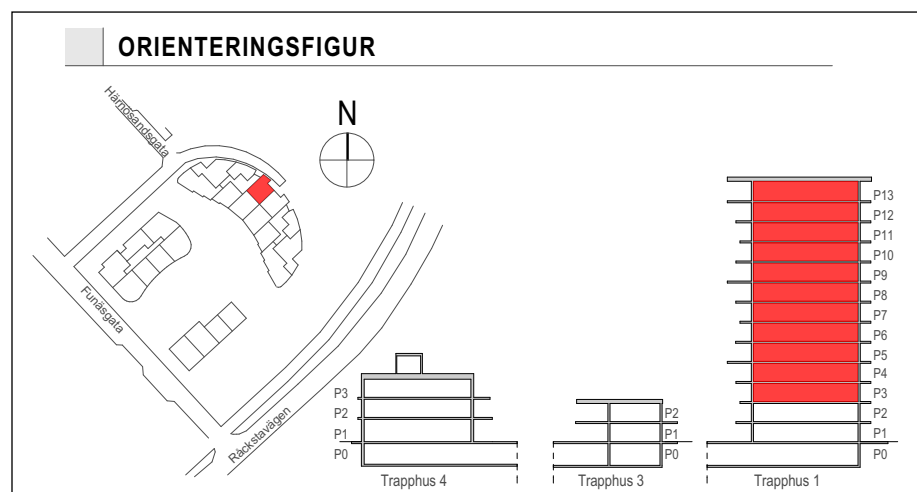 ORIENTERINGSFIGUR
Härnösandsgata
N
Funäsgata
Råckstavägen
P3
P2
P1
P0
Trapphus 4
P2
P1
P0
Trapphus 3
P13
P12
P11
P10
P9
P8
P7
P6
P5
P4
P3
P2
P1
P0
Trapphus 1